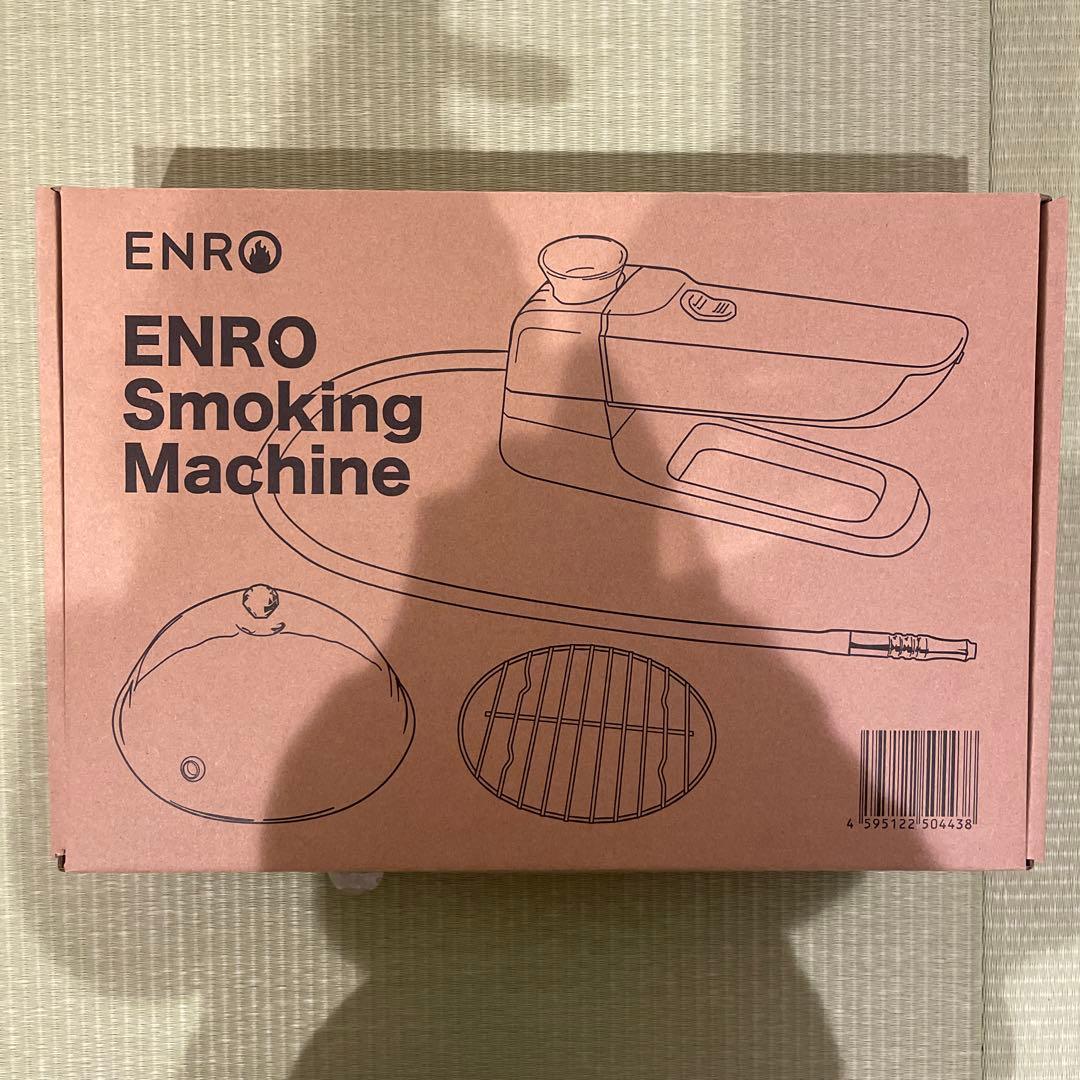 ENRO
ENRO
Smoking
Machine
4 595122 504438